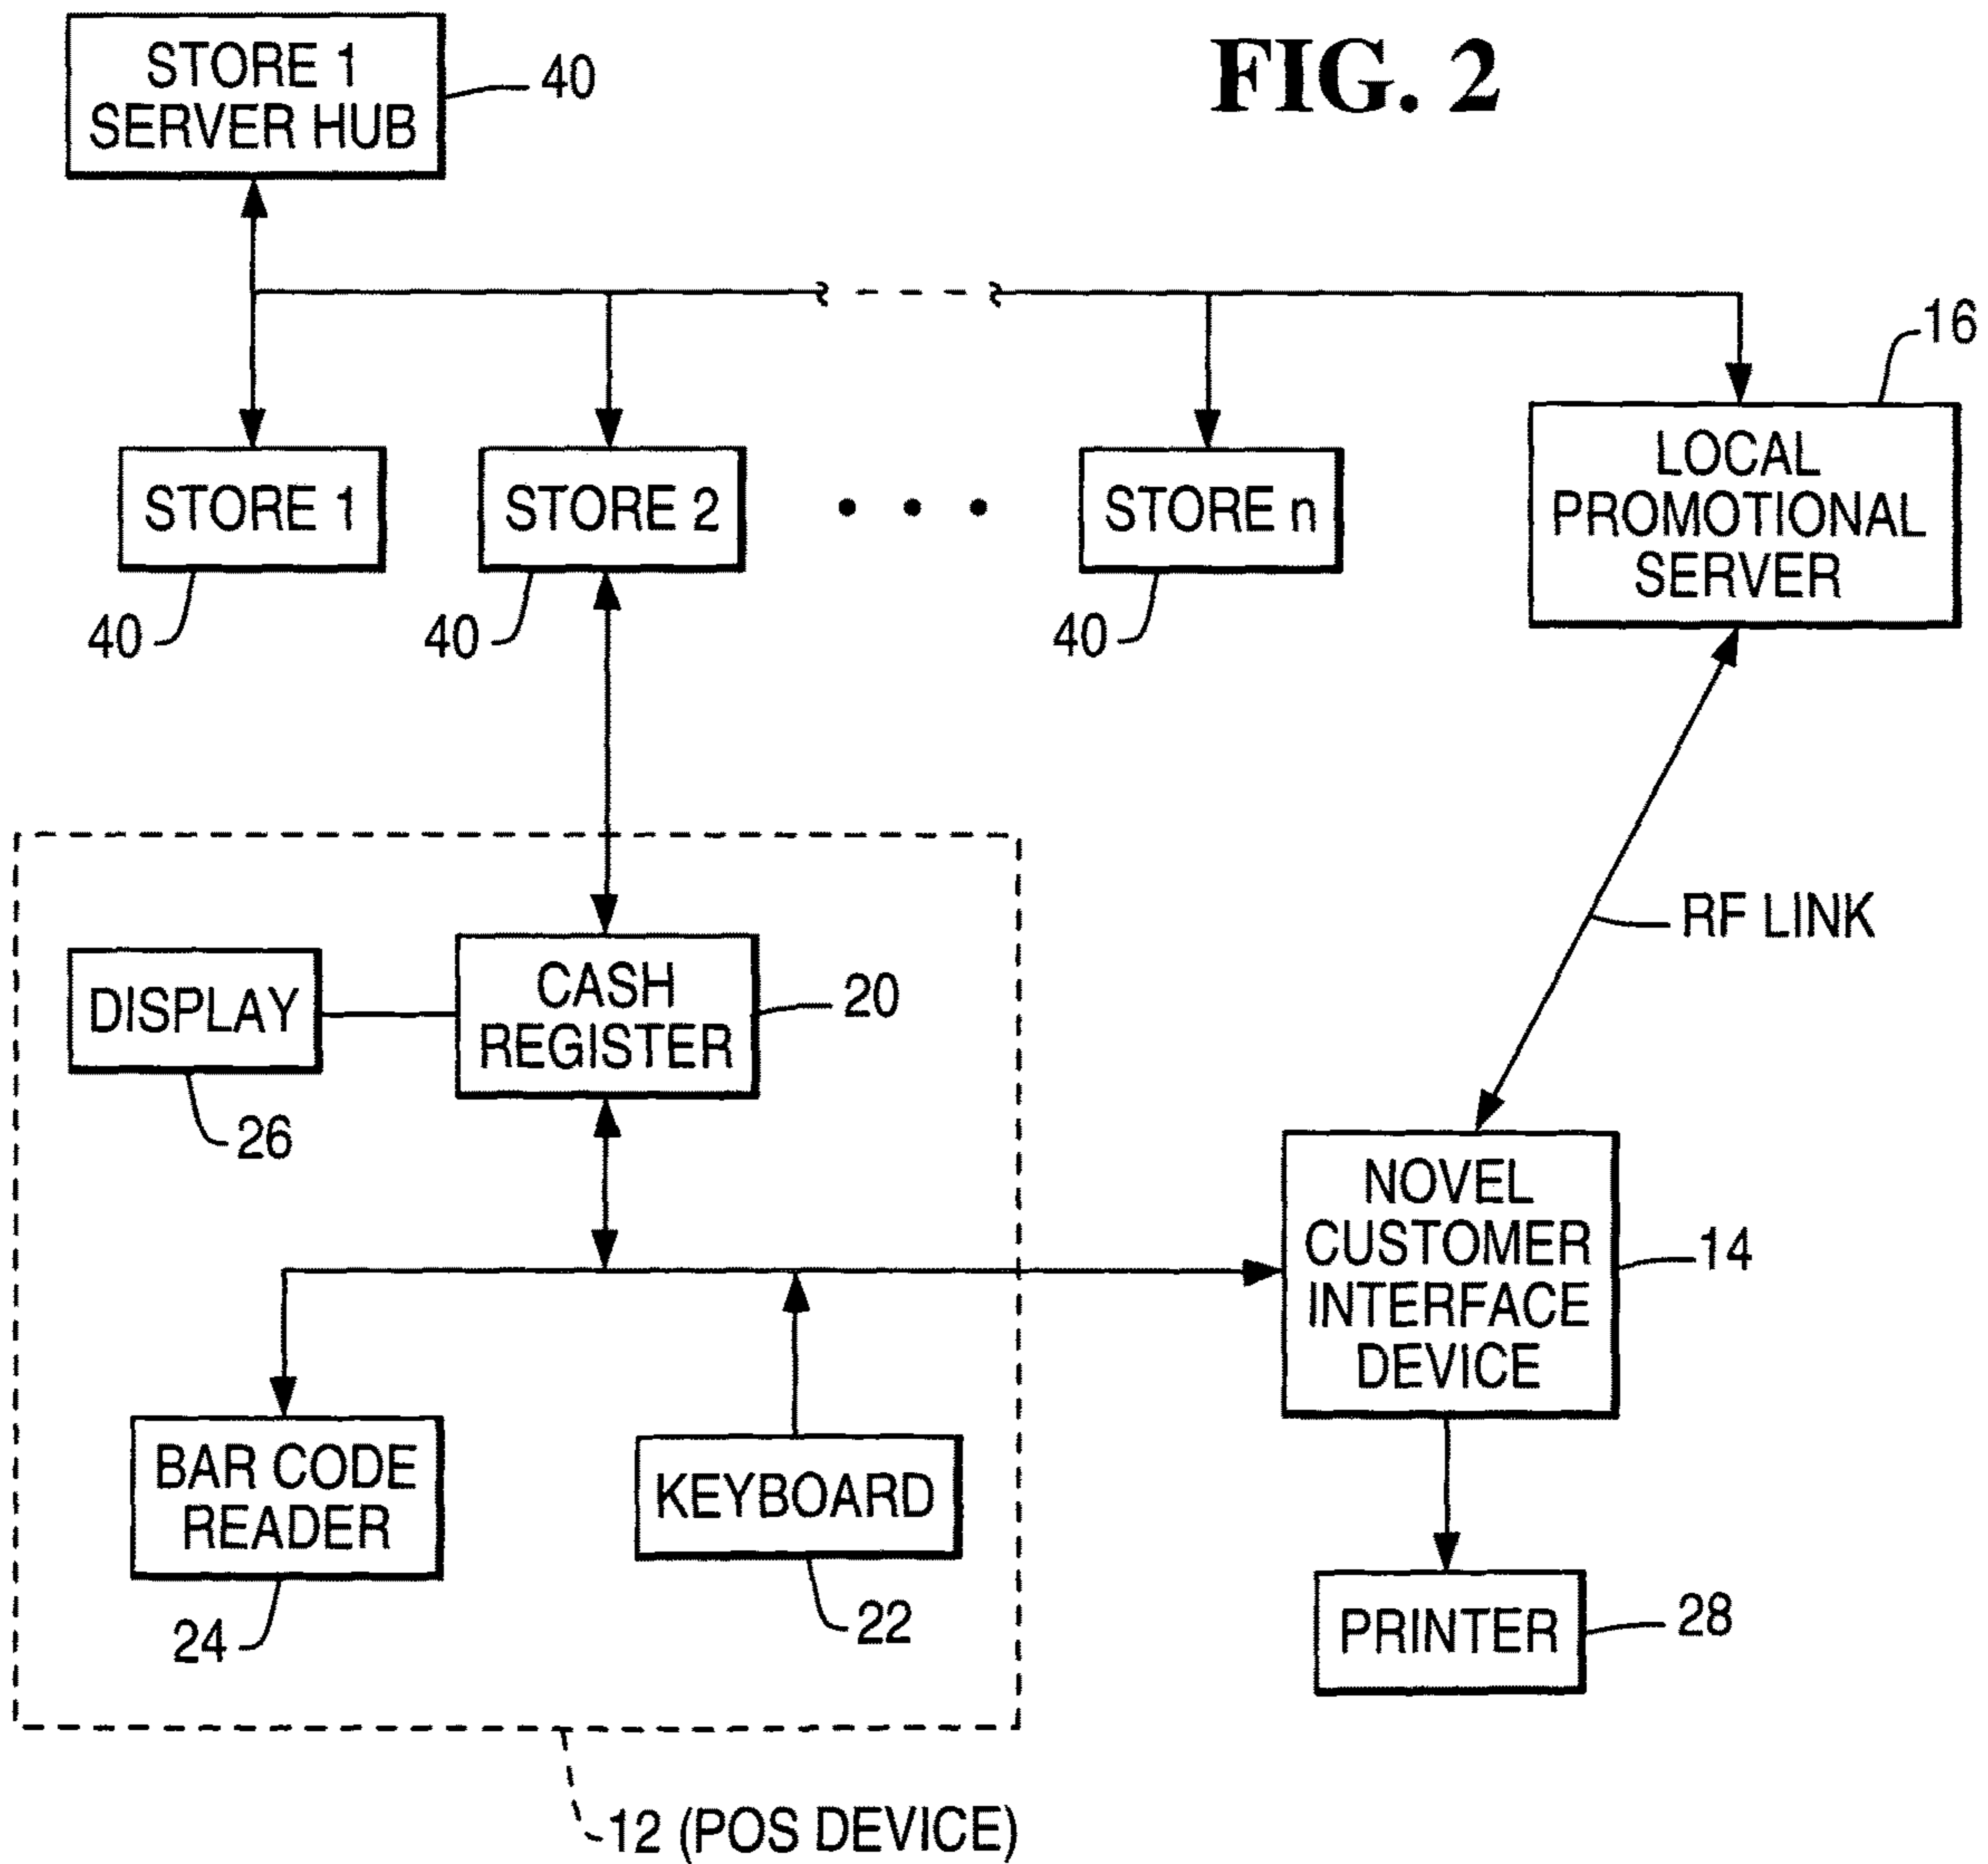 FIG. 2
STORE 1
SERVER HUB
40
16
STORE 1
STORE 2
STORE n
LOCAL
PROMOTIONAL
SERVER
40
40
40
RF LINK
DISPLAY
CASH
REGISTER
20
26
NOVEL
CUSTOMER
INTERFACE
DEVICE
14
BAR CODE
READER
KEYBOARD
24
22
PRINTER
28
12 (POS DEVICE)